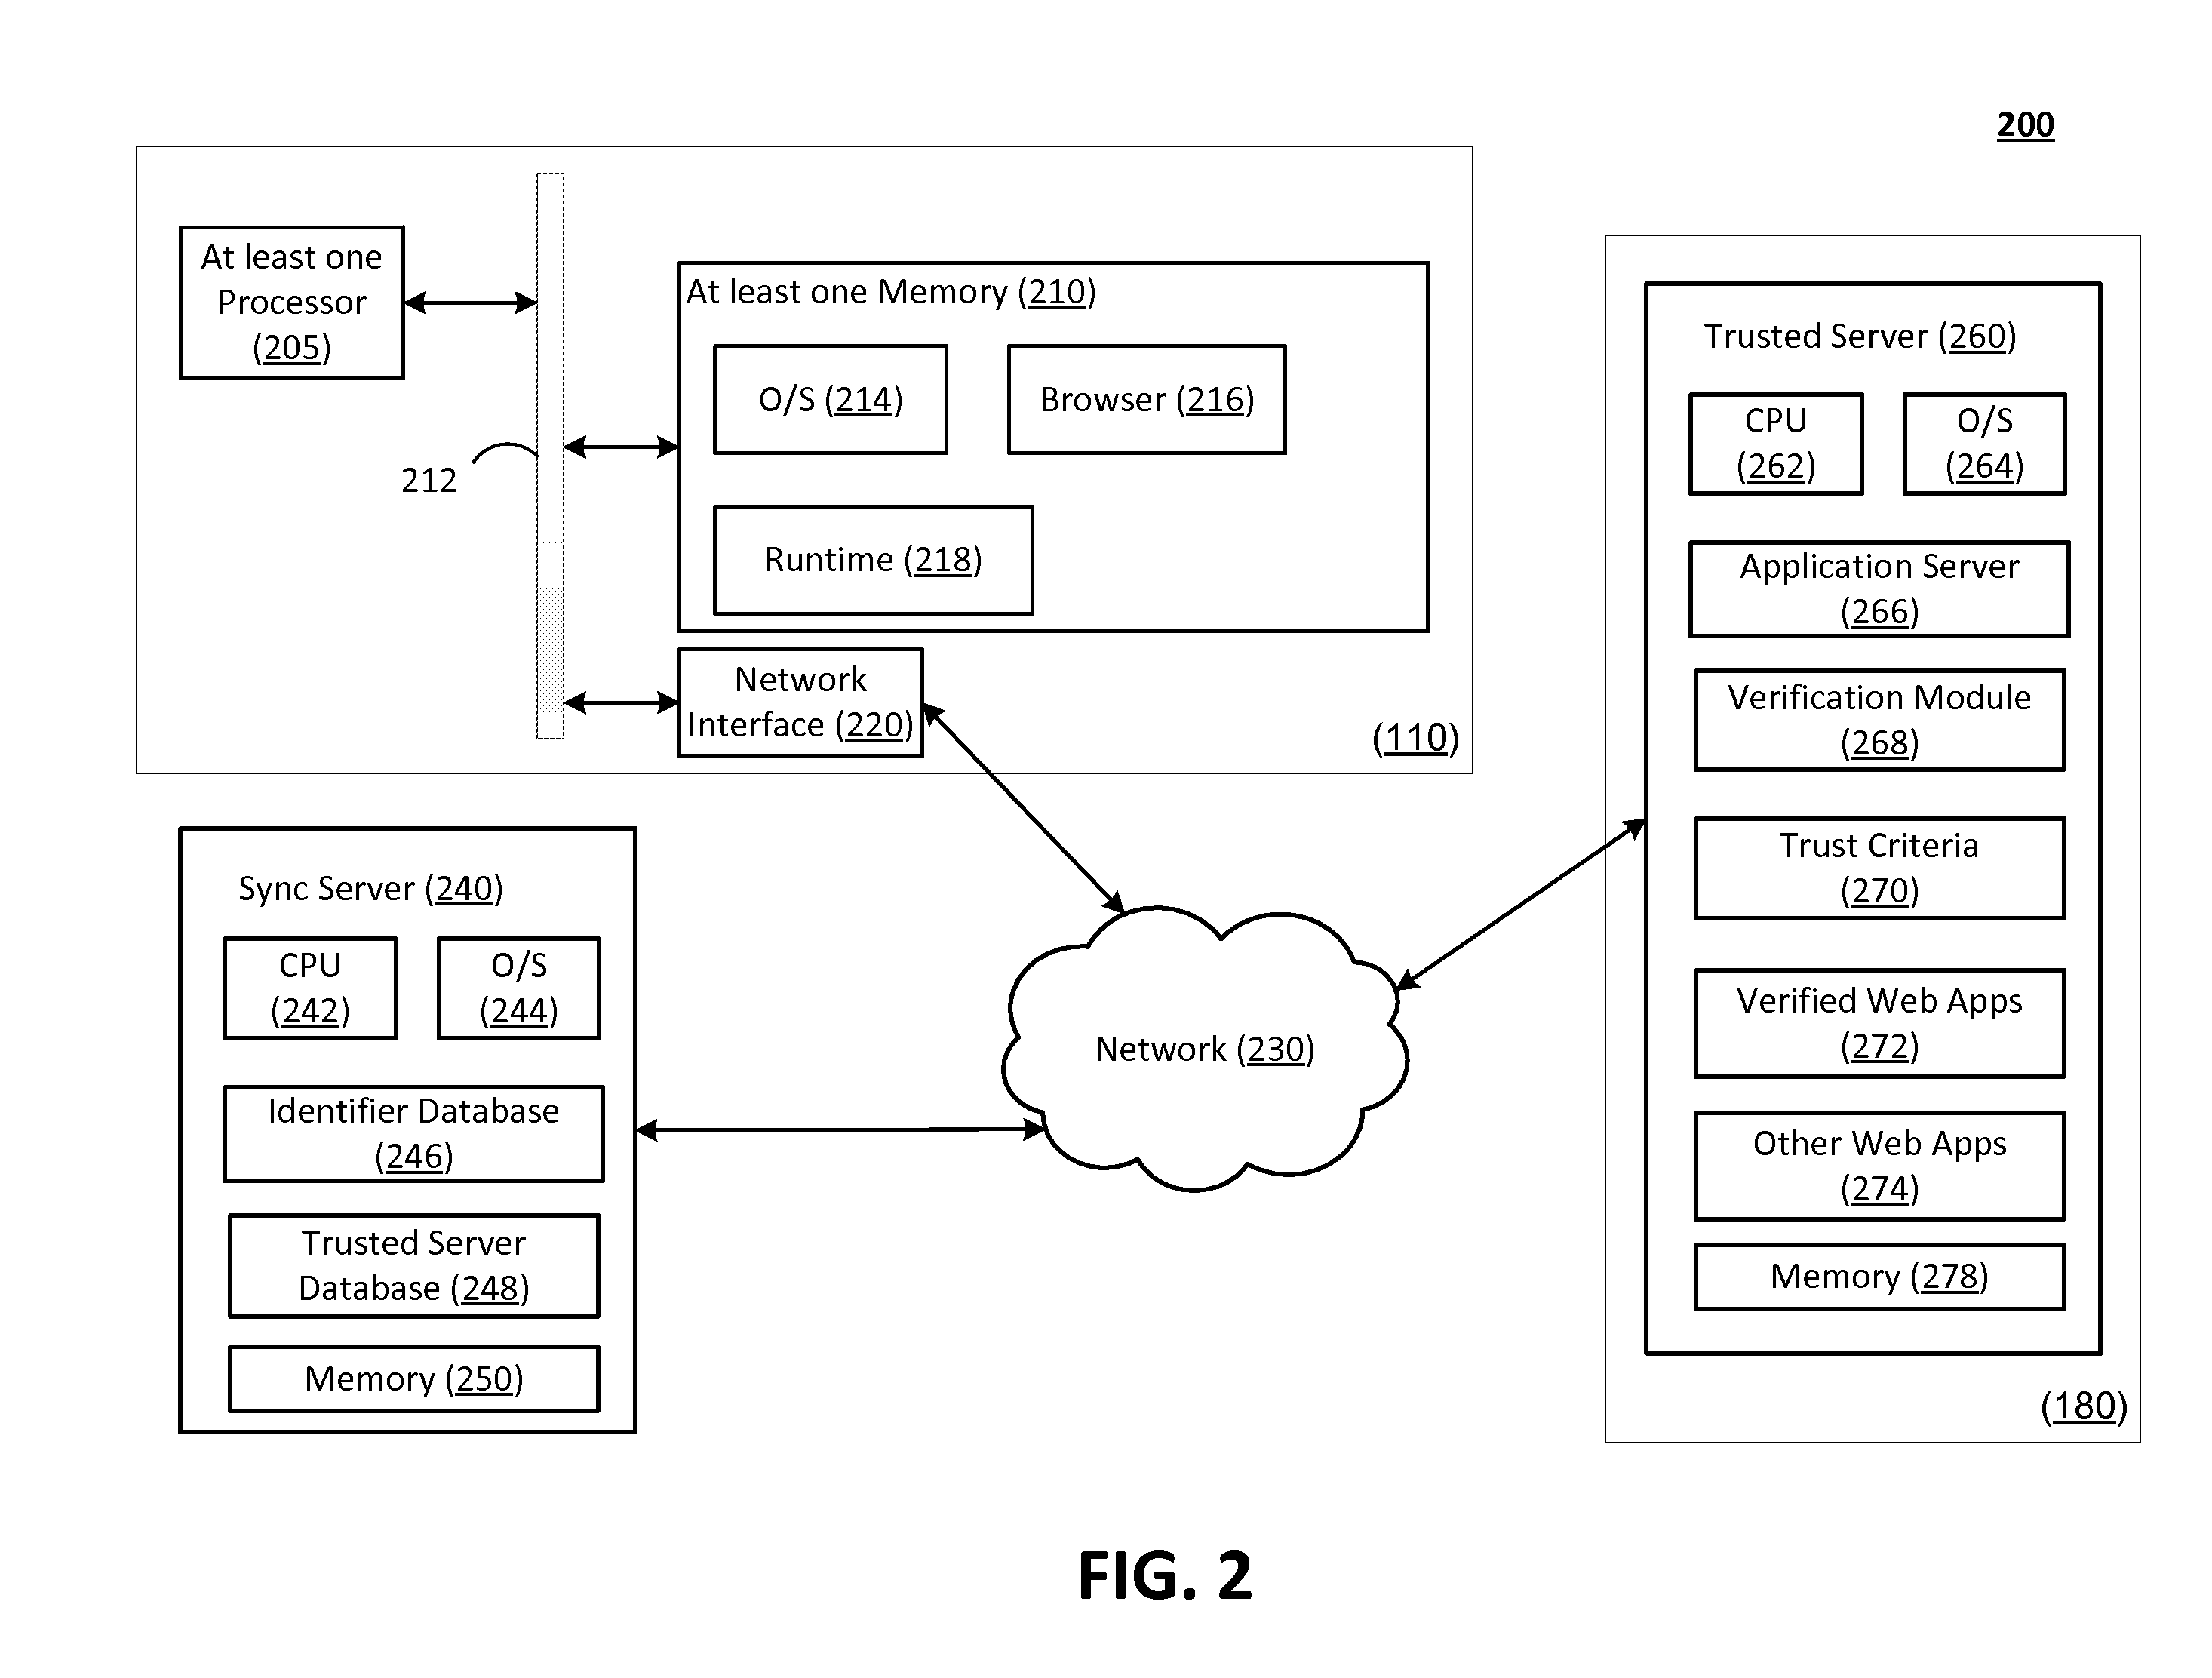 200
At least one
Processor
(205)
212
At least one Memory (210)
O/S (214)
Browser (216)
Runtime (218)
Network
Interface (220)
(110)
Sync Server (240)
CPU
(242)
O/S
(244)
Identifier Database
(246)
Trusted Server
Database (248)
Memory (250)
Network (230)
Trusted Server (260)
CPU
(262)
O/S
(264)
Application Server
(266)
Verification Module
(268)
Trust Criteria
(270)
Verified Web Apps
(272)
Other Web Apps
(274)
Memory (278)
(180)
FIG. 2